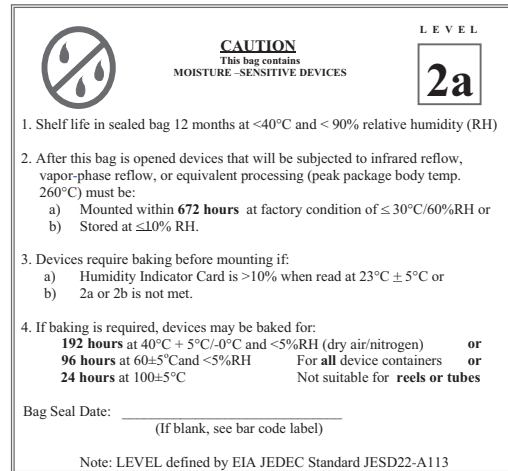 LEVEL
CAUTION
This bag contains
MOISTURE –SENSITIVE DEVICES
2a
1. Shelf life in sealed bag 12 months at <40°C and < 90% relative humidity (RH)
2. After this bag is opened devices that will be subjected to infrared reflow,
vapor-phase reflow, or equivalent processing (peak package body temp.
260°C) must be:
a) Mounted within 672 hours at factory condition of ≤ 30°C/60%RH or
b) Stored at ≤10% RH.
3. Devices require baking before mounting if:
a) Humidity Indicator Card is >10% when read at 23°C ± 5°C or
b) 2a or 2b is not met.
4. If baking is required, devices may be baked for:
192 hours at 40°C + 5°C/-0°C and <5%RH (dry air/nitrogen) or
96 hours at 60±5°Cand <5%RH For all device containers or
24 hours at 100±5°C Not suitable for reels or tubes
Bag Seal Date: ______________________________
(If blank, see bar code label)
Note: LEVEL defined by EIA JEDEC Standard JESD22-A113